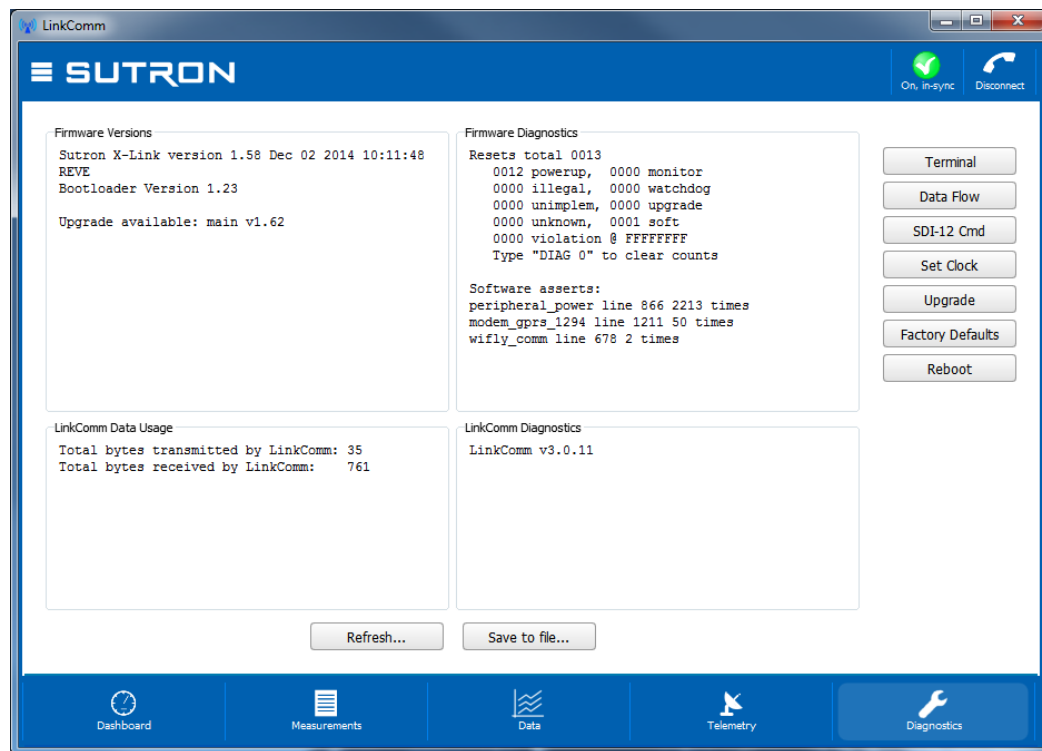 LinkComm
SUTRON
On, in-sync
Disconnect
Firmware Versions
Sutron X-Link version 1.58 Dec 02 2014 10:11:48
REVE
Bootloader Version 1.23
Upgrade available: main v1.62
Firmware Diagnostics
Resets total 0013
0012 powerup, 0000 monitor
0000 illegal, 0000 watchdog
0000 unimplem, 0000 upgrade
0000 unknown, 0001 soft
0000 violation @ FFFFFFFF
Type "DIAG 0" to clear counts
Software asserts:
peripheral_power line 866 2213 times
modem_gprs_1294 line 1211 50 times
wifly_comm line 678 2 times
Terminal
Data Flow
SDI-12 Cmd
Set Clock
Upgrade
Factory Defaults
Reboot
LinkComm Data Usage
Total bytes transmitted by LinkComm: 35
Total bytes received by LinkComm: 761
LinkComm Diagnostics
LinkComm v3.0.11
Refresh...
Save to file...
Dashboard
Measurements
Data
Telemetry
Diagnostics